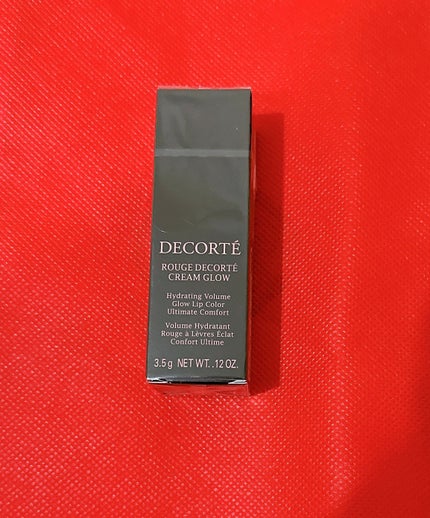 DECORTÉ
ROUGE DECORTÉ
CREAM GLOW
Hydrating Volume
Glow Lip Color
Ultimate Comfort
Volume Hydratant
Rouge à Lèvres Éclat
Confort Ultime
3.5g NET WT. .12 OZ.